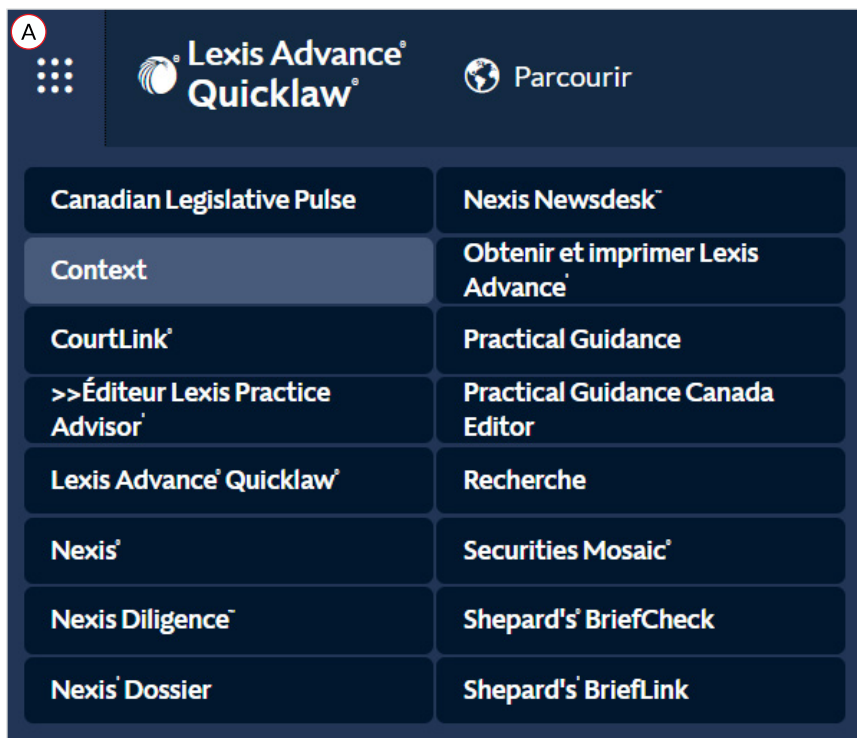 A
Lexis Advance®
Quicklaw®
Parcourir
Canadian Legislative Pulse
Nexis Newsdesk™
Context
Obtenir et imprimer Lexis
Advance'
CourtLink®
Practical Guidance
>>Éditeur Lexis Practice
Advisor'
Practical Guidance Canada
Editor
Lexis Advance® Quicklaw®
Recherche
Nexis®
Securities Mosaic®
Nexis Diligence™
Shepard's® BriefCheck
Nexis' Dossier
Shepard's' BriefLink